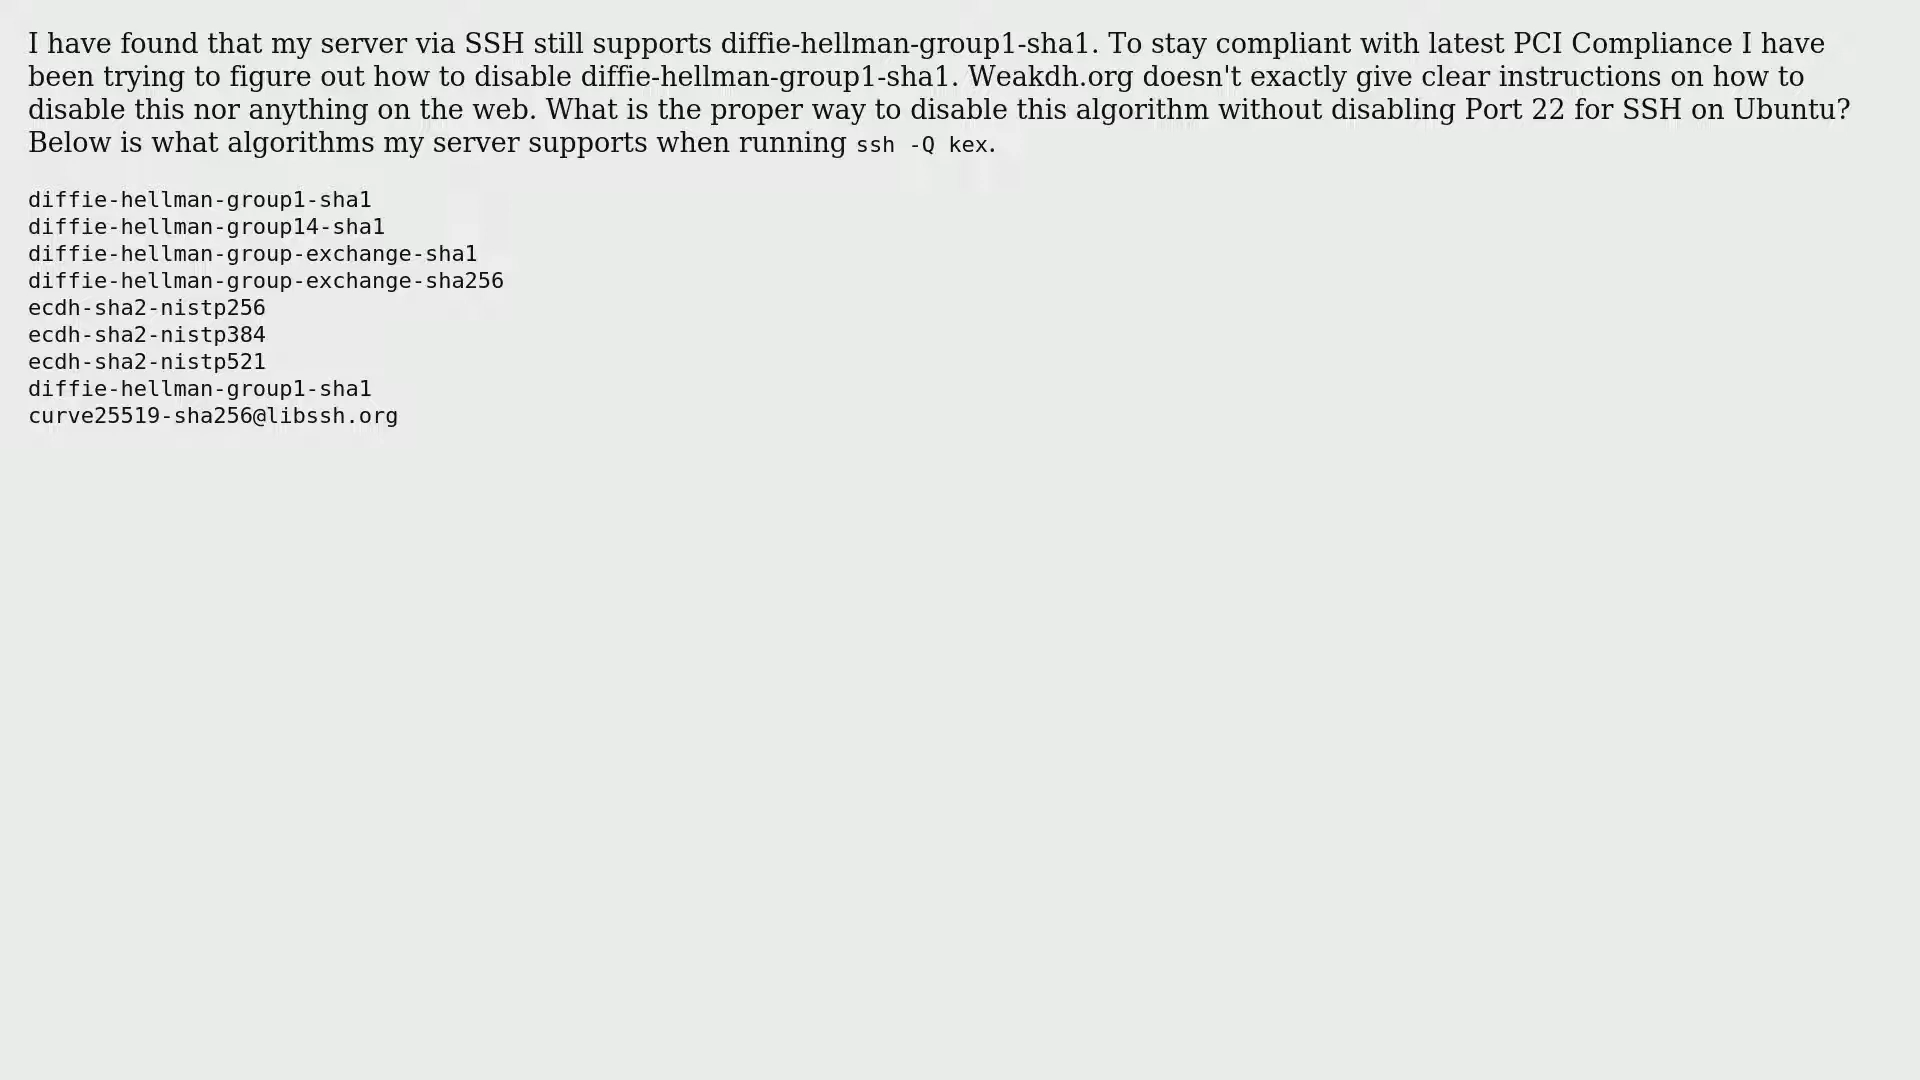 I have found that my server via SSH still supports diffie-hellman-group1-sha1. To stay compliant with latest PCI Compliance I have
been trying to figure out how to disable diffie-hellman-group1-sha1. Weakdh.org doesn't exactly give clear instructions on how to
disable this nor anything on the web. What is the proper way to disable this algorithm without disabling Port 22 for SSH on Ubuntu?
Below is what algorithms my server supports when running ssh -Q kex.
diffie-hellman-group1-sha1
diffie-hellman-group14-sha1
diffie-hellman-group-exchange-sha1
diffie-hellman-group-exchange-sha256
ecdh-sha2-nistp256
ecdh-sha2-nistp384
ecdh-sha2-nistp521
diffie-hellman-group1-sha1
curve25519-sha256@libssh.org